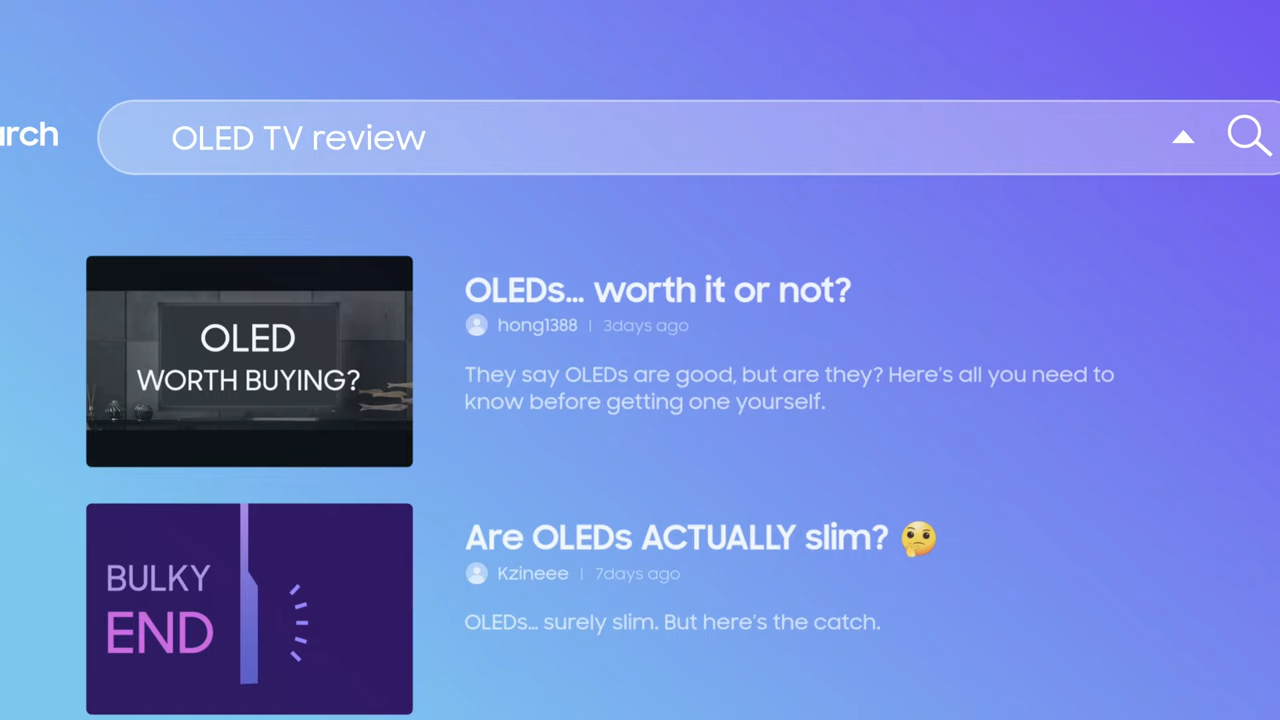 arch
OLED TV review
OLED
WORTH BUYING?
OLEDs... worth it or not?
hong1388 | 3days ago
They say OLEDs are good, but are they? Here's all you need to
know before getting one yourself.
BULKY
END
Are OLEDs ACTUALLY slim? 🤔
Kzineee | 7days ago
OLEDs... surely slim. But here's the catch.